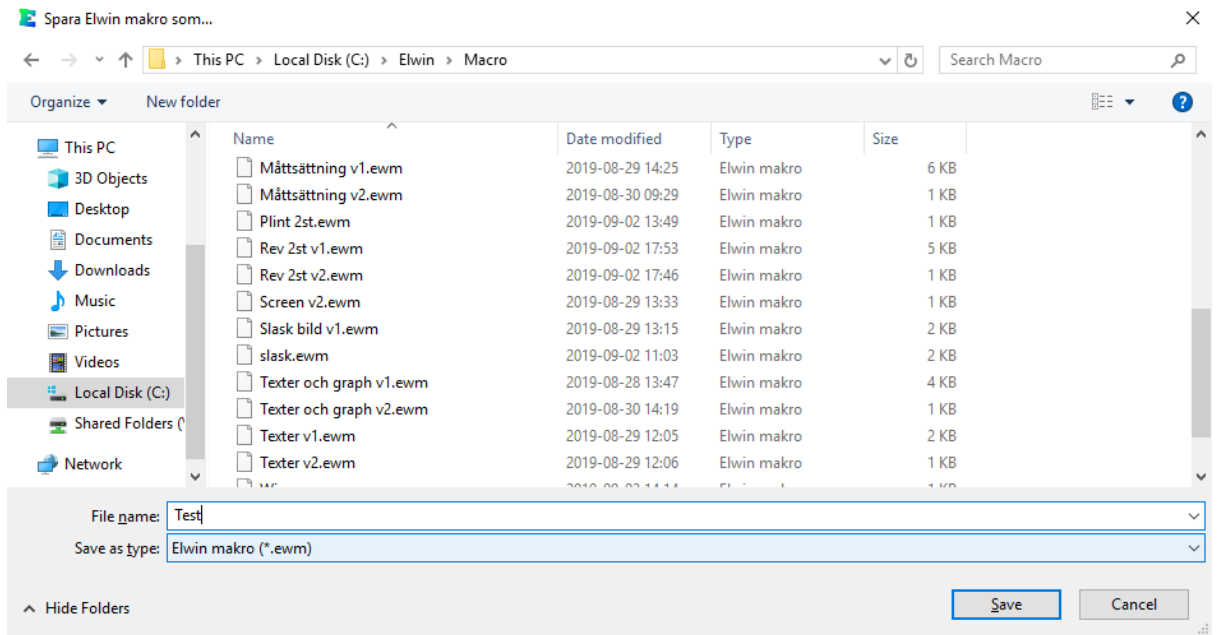 Spara Elwin makro som...
This PC > Local Disk (C:) > Elwin > Macro
Search Macro
Organize
New folder
Name Date modified Type Size
This PC
3D Objects
Desktop
Documents
Downloads
Music
Pictures
Videos
Local Disk (C:)
Shared Folders (
Network
Måttsättning v1.ewm 2019-08-29 14:25 Elwin makro 6 KB
Måttsättning v2.ewm 2019-08-30 09:29 Elwin makro 1 KB
Plint 2st.ewm 2019-09-02 13:49 Elwin makro 1 KB
Rev 2st v1.ewm 2019-09-02 17:53 Elwin makro 5 KB
Rev 2st v2.ewm 2019-09-02 17:46 Elwin makro 1 KB
Screen v2.ewm 2019-08-29 13:33 Elwin makro 1 KB
Slask bild v1.ewm 2019-08-29 13:15 Elwin makro 2 KB
slask.ewm 2019-09-02 11:03 Elwin makro 2 KB
Texter och graph v1.ewm 2019-08-28 13:47 Elwin makro 4 KB
Texter och graph v2.ewm 2019-08-30 14:19 Elwin makro 1 KB
Texter v1.ewm 2019-08-29 12:05 Elwin makro 2 KB
Texter v2.ewm 2019-08-29 12:06 Elwin makro 1 KB
File name: Test
Save as type: Elwin makro (*.ewm)
Hide Folders
Save
Cancel